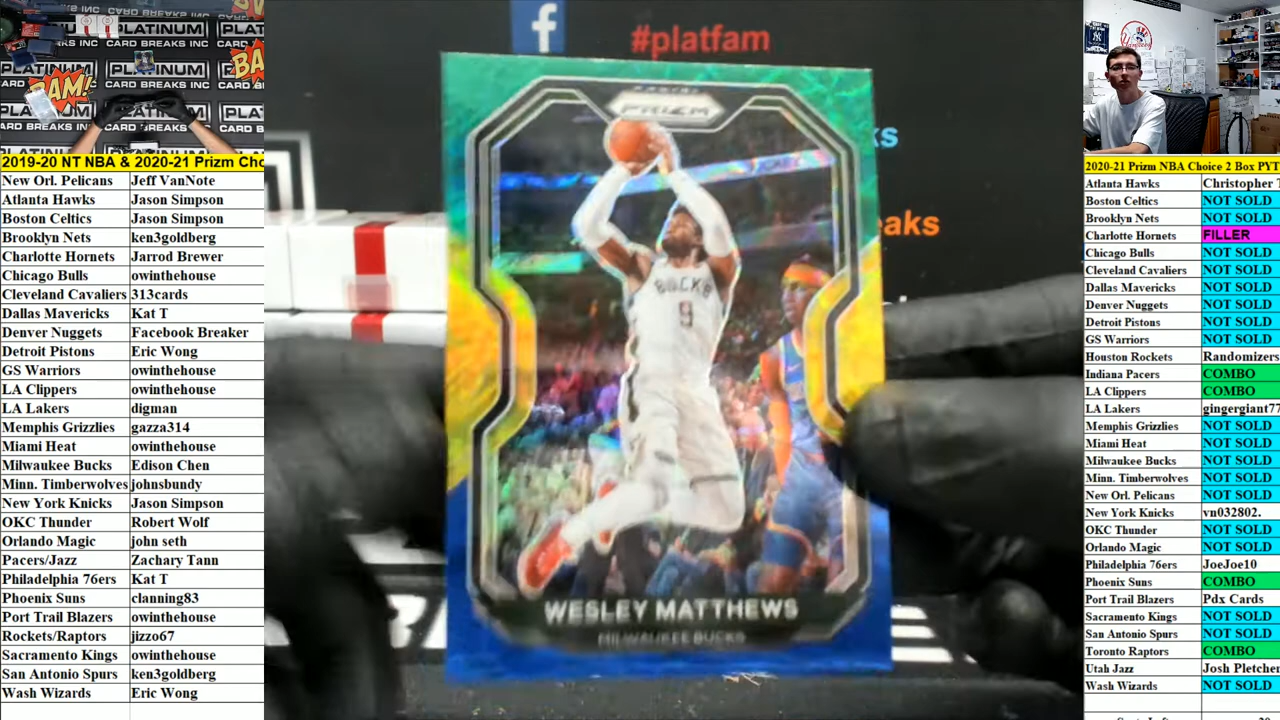 PLATINUM
CARD BREAKS INC
BAM!
f #platfam
PRIZM
BUCKS
9
WESLEY MATTHEWS
MILWAUKEE BUCKS
2019-20 NT NBA & 2020-21 Prizm Cho
New Orl. Pelicans Jeff VanNote
Atlanta Hawks Jason Simpson
Boston Celtics Jason Simpson
Brooklyn Nets ken3goldberg
Charlotte Hornets Jarrod Brewer
Chicago Bulls owinthehouse
Cleveland Cavaliers 313cards
Dallas Mavericks Kat T
Denver Nuggets Facebook Breaker
Detroit Pistons Eric Wong
GS Warriors owinthehouse
LA Clippers owinthehouse
LA Lakers digman
Memphis Grizzlies gazza314
Miami Heat owinthehouse
Milwaukee Bucks Edison Chen
Minn. Timberwolves johnsbundy
New York Knicks Jason Simpson
OKC Thunder Robert Wolf
Orlando Magic john seth
Pacers/Jazz Zachary Tann
Philadelphia 76ers Kat T
Phoenix Suns clanning83
Port Trail Blazers owinthehouse
Rockets/Raptors jizzo67
Sacramento Kings owinthehouse
San Antonio Spurs ken3goldberg
Wash Wizards Eric Wong
2020-21 Prizm NBA Choice 2 Box PYT
Atlanta Hawks Christopher T
Boston Celtics NOT SOLD
Brooklyn Nets NOT SOLD
Charlotte Hornets FILLER
Chicago Bulls NOT SOLD
Cleveland Cavaliers NOT SOLD
Dallas Mavericks NOT SOLD
Denver Nuggets NOT SOLD
Detroit Pistons NOT SOLD
GS Warriors NOT SOLD
Houston Rockets Randomizers
Indiana Pacers COMBO
LA Clippers COMBO
LA Lakers gingergiant77
Memphis Grizzlies NOT SOLD
Miami Heat NOT SOLD
Milwaukee Bucks NOT SOLD
Minn. Timberwolves NOT SOLD
New Orl. Pelicans NOT SOLD
New York Knicks vn032802.
OKC Thunder NOT SOLD
Orlando Magic NOT SOLD
Philadelphia 76ers JoeJoe10
Phoenix Suns COMBO
Port Trail Blazers Pdx Cards
Sacramento Kings NOT SOLD
San Antonio Spurs NOT SOLD
Toronto Raptors COMBO
Utah Jazz Josh Pletcher
Wash Wizards NOT SOLD